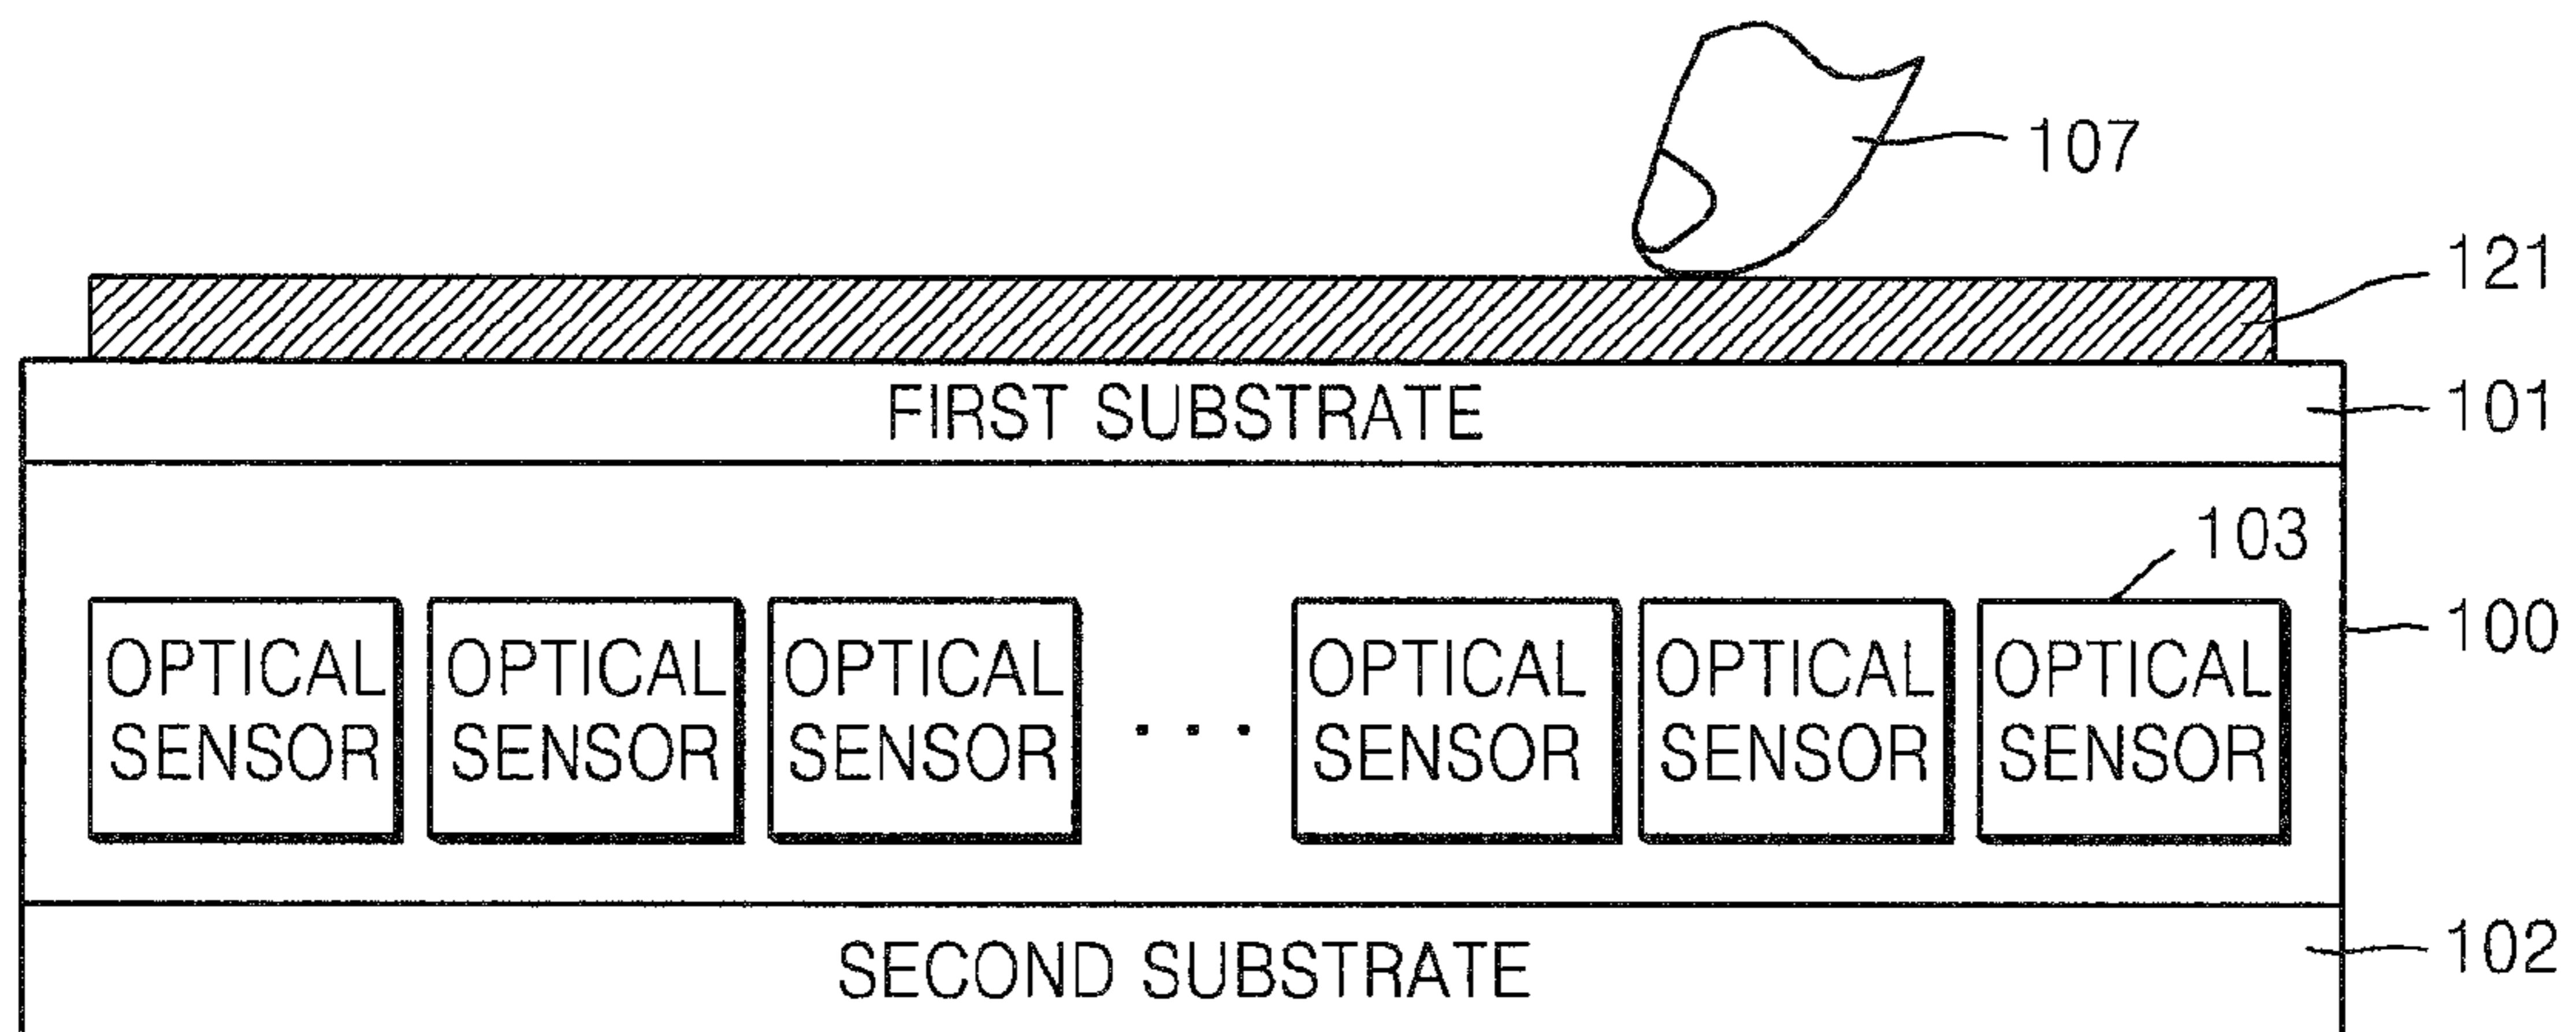 107
121
FIRST SUBSTRATE
101
103
100
OPTICAL
SENSOR
OPTICAL
SENSOR
OPTICAL
SENSOR
...
OPTICAL
SENSOR
OPTICAL
SENSOR
OPTICAL
SENSOR
SECOND SUBSTRATE
102